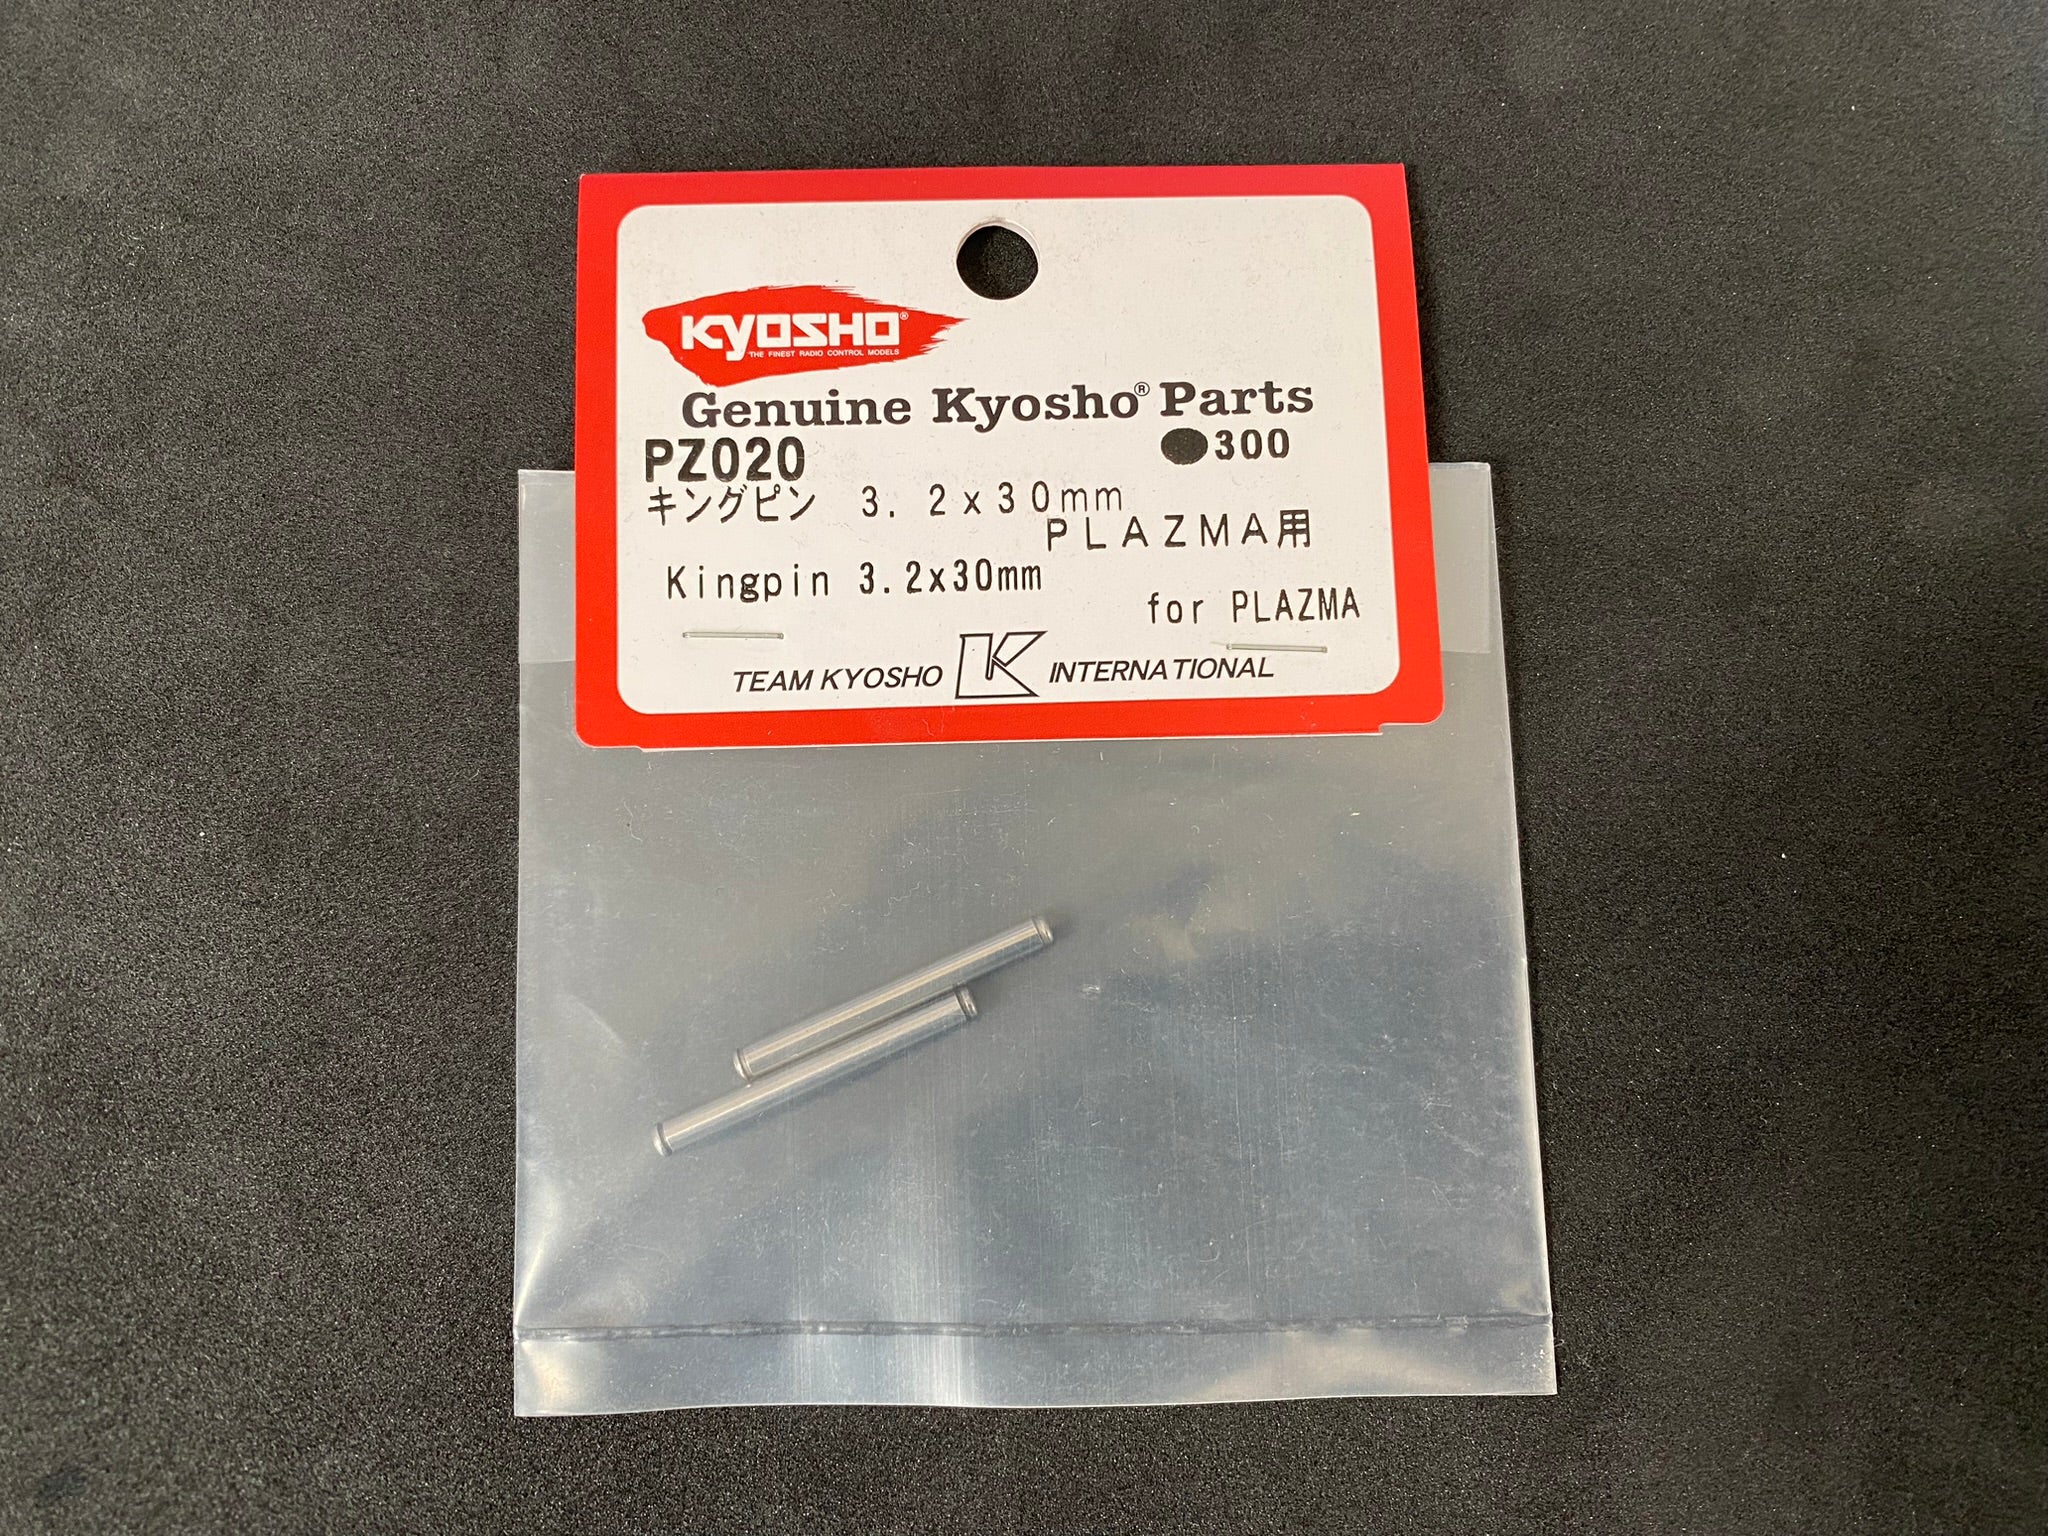 KYOSHO®
THE FINEST RADIO CONTROL MODELS
Genuine Kyosho® Parts
PZ020 ●300
キングピン 3.2x30mm
PLAZMA用
Kingpin 3.2x30mm
for PLAZMA
TEAM KYOSHO K INTERNATIONAL